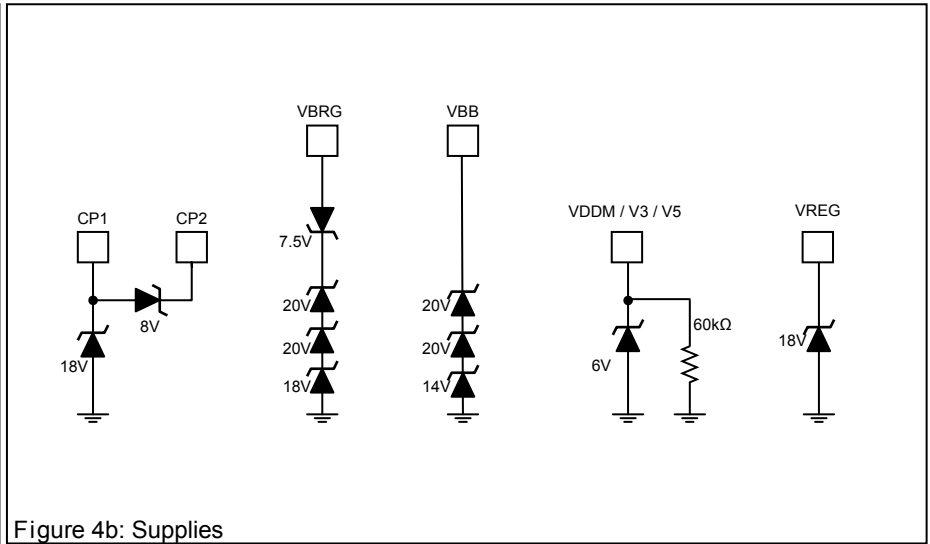 CP1
CP2
8V
18V
VBRG
7.5V
20V
20V
18V
VBB
20V
20V
14V
VDDM / V3 / V5
60kΩ
6V
VREG
18V
Figure 4b: Supplies